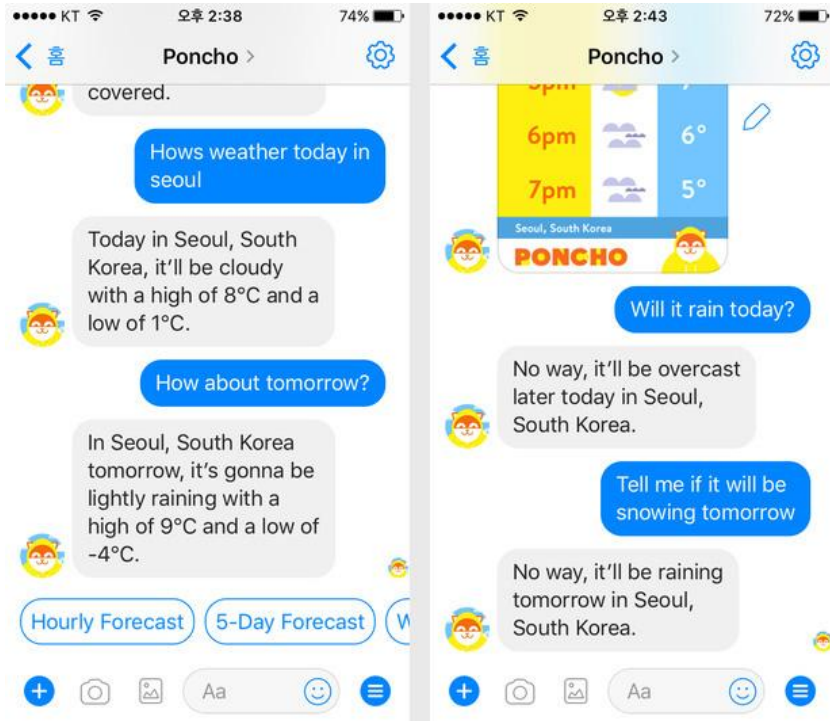 KT 오후 2:38 74%
홈 Poncho
covered.
Hows weather today in
seoul
Today in Seoul, South
Korea, it'll be cloudy
with a high of 8°C and a
low of 1°C.
How about tomorrow?
In Seoul, South Korea
tomorrow, it's gonna be
lightly raining with a
high of 9°C and a low of
-4°C.
Hourly Forecast 5-Day Forecast W
Aa
KT 오후 2:43 72%
홈 Poncho
6pm 6°
7pm 5°
Seoul, South Korea
PONCHO
Will it rain today?
No way, it'll be overcast
later today in Seoul,
South Korea.
Tell me if it will be
snowing tomorrow
No way, it'll be raining
tomorrow in Seoul,
South Korea.
Aa